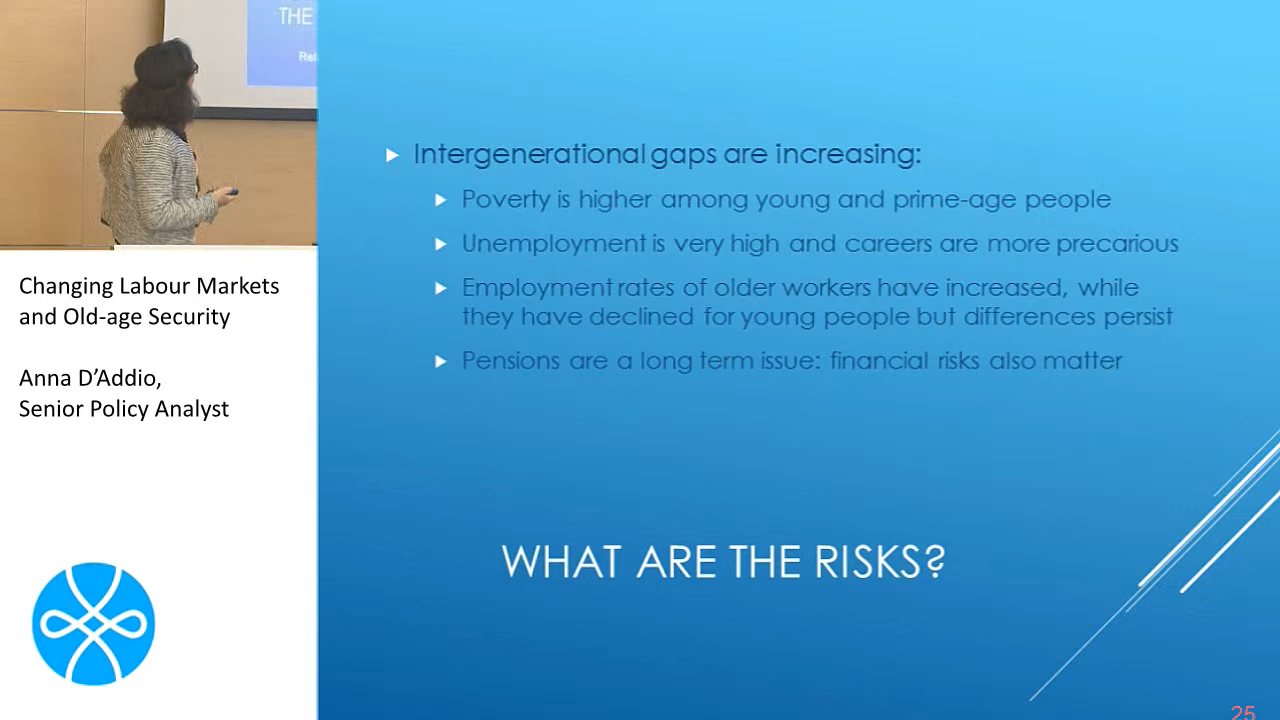 THE
Changing Labour Markets
and Old-age Security
Anna D’Addio,
Senior Policy Analyst
Intergenerational gaps are increasing:
Poverty is higher among young and prime-age people
Unemployment is very high and careers are more precarious
Employment rates of older workers have increased, while
they have declined for young people but differences persist
Pensions are a long term issue: financial risks also matter
WHAT ARE THE RISKS?
25